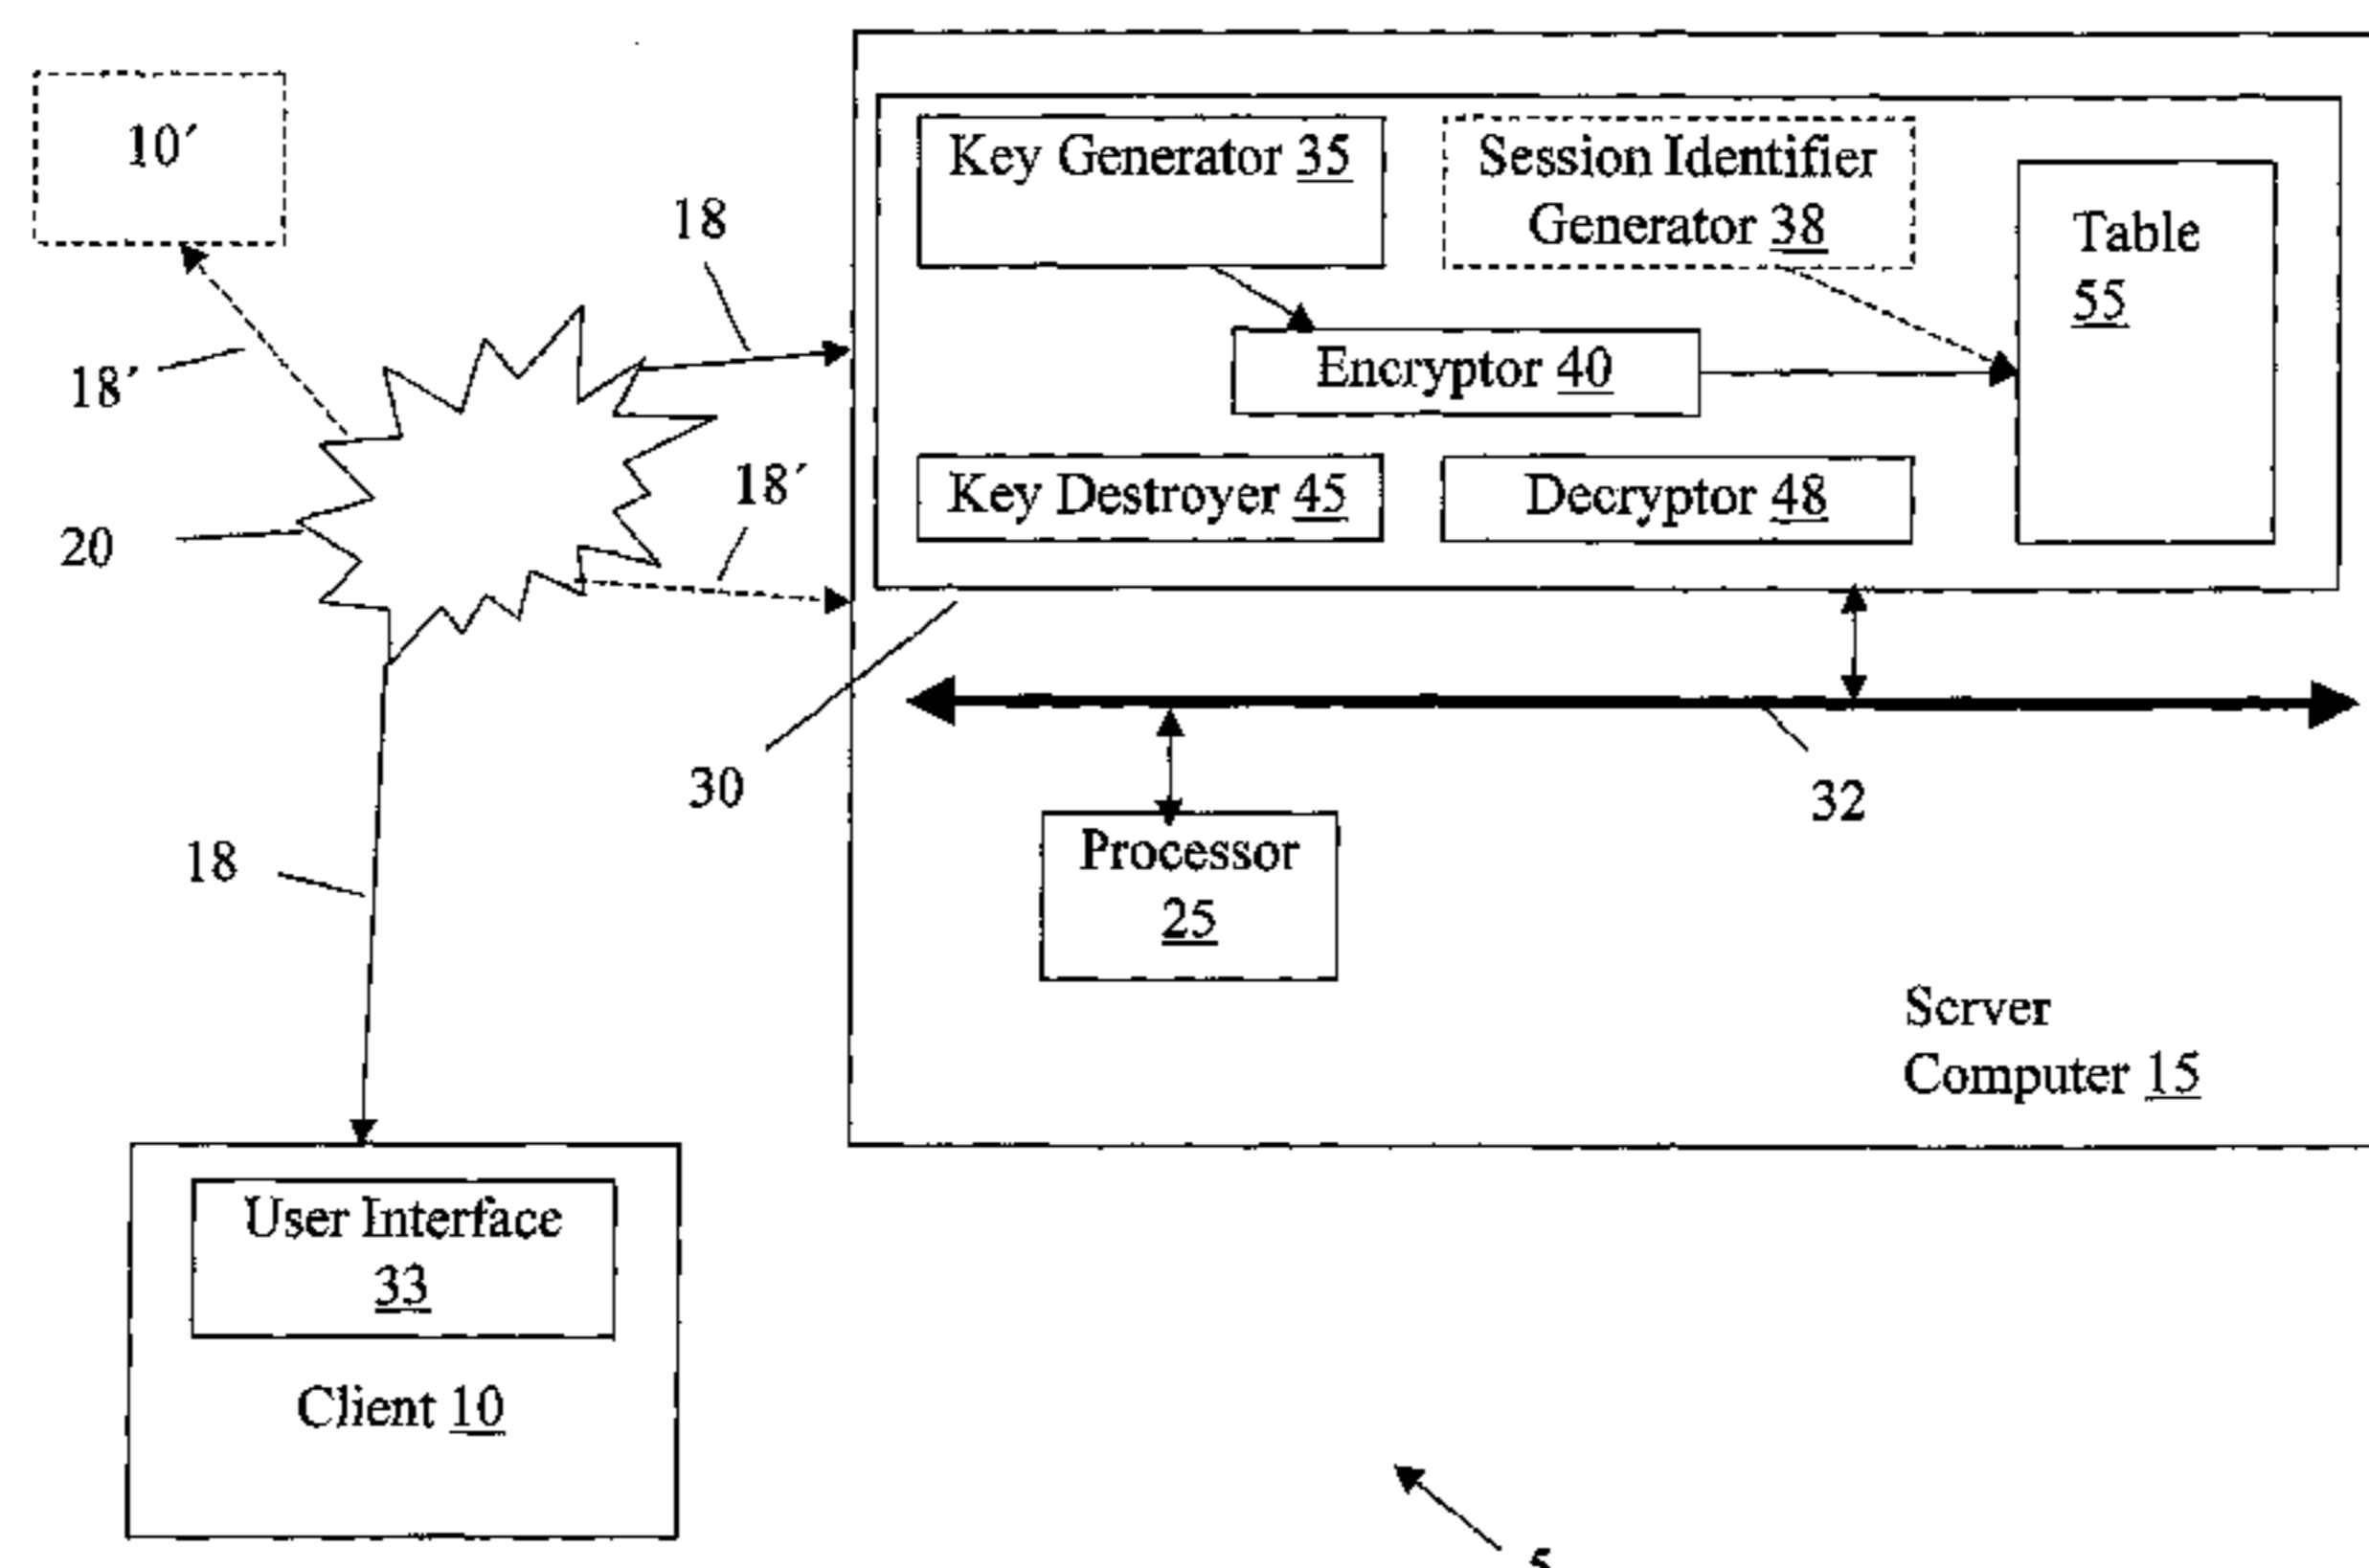 10′
18
18′
20
18′
18
30
Key Generator 35
Session Identifier
Generator 38
Table
55
Encryptor 40
Key Destroyer 45
Decryptor 48
32
Processor
25
Server
Computer 15
User Interface
33
Client 10
5